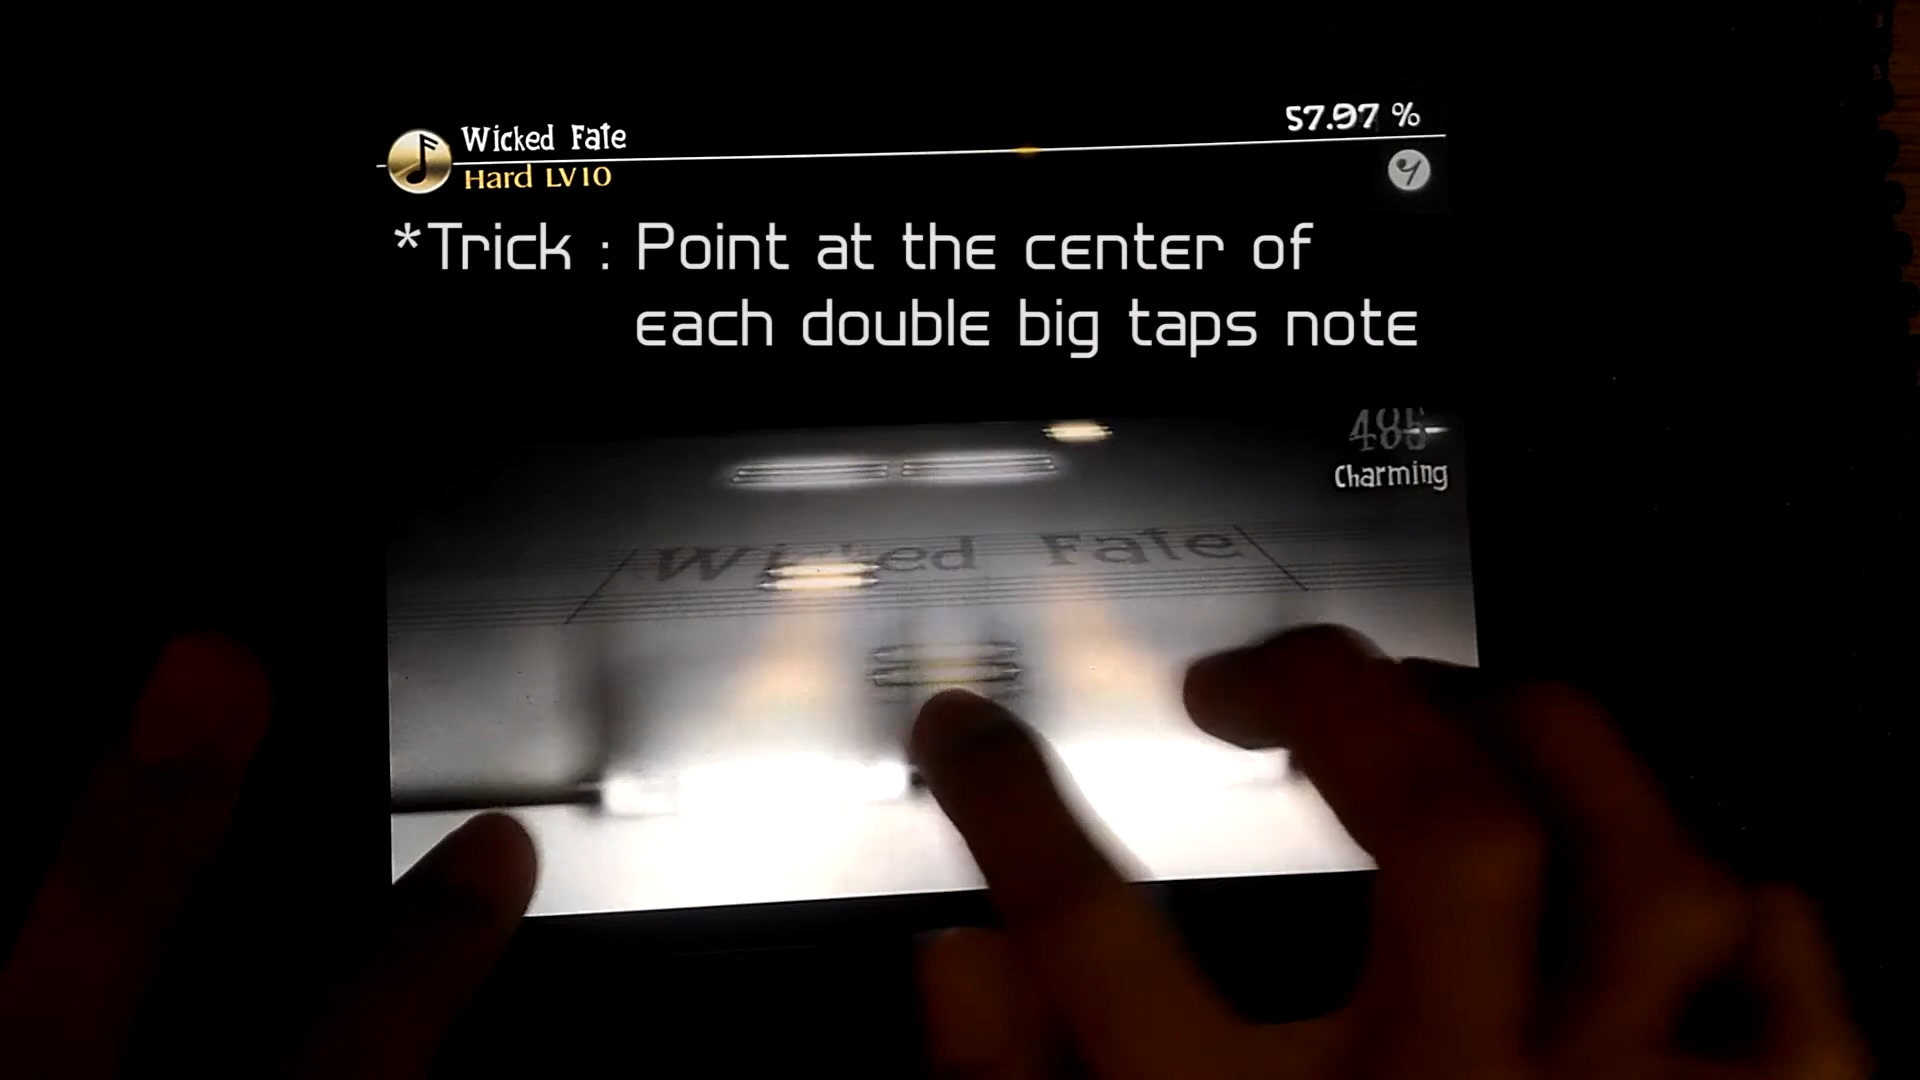 Wicked Fate
57.97 %
Hard LV10
*Trick : Point at the center of
each double big taps note
Charming
Wicked Fate